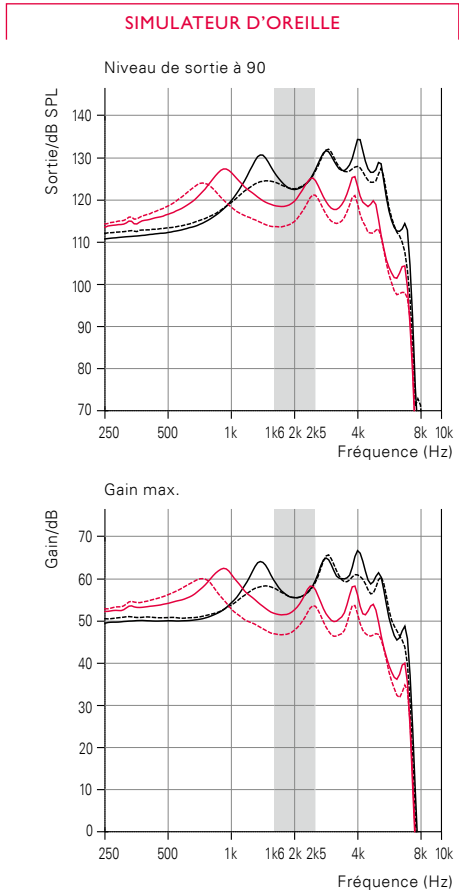 SIMULATEUR D'OREILLE
Niveau de sortie à 90
Sortie/dB SPL
140
130
120
110
100
90
80
70
250 500 1k 1k6 2k 2k5 4k 8k 10k
Fréquence (Hz)
Gain max.
Gain/dB
70
60
50
40
30
20
10
0
250 500 1k 1k6 2k 2k5 4k 8k 10k
Fréquence (Hz)